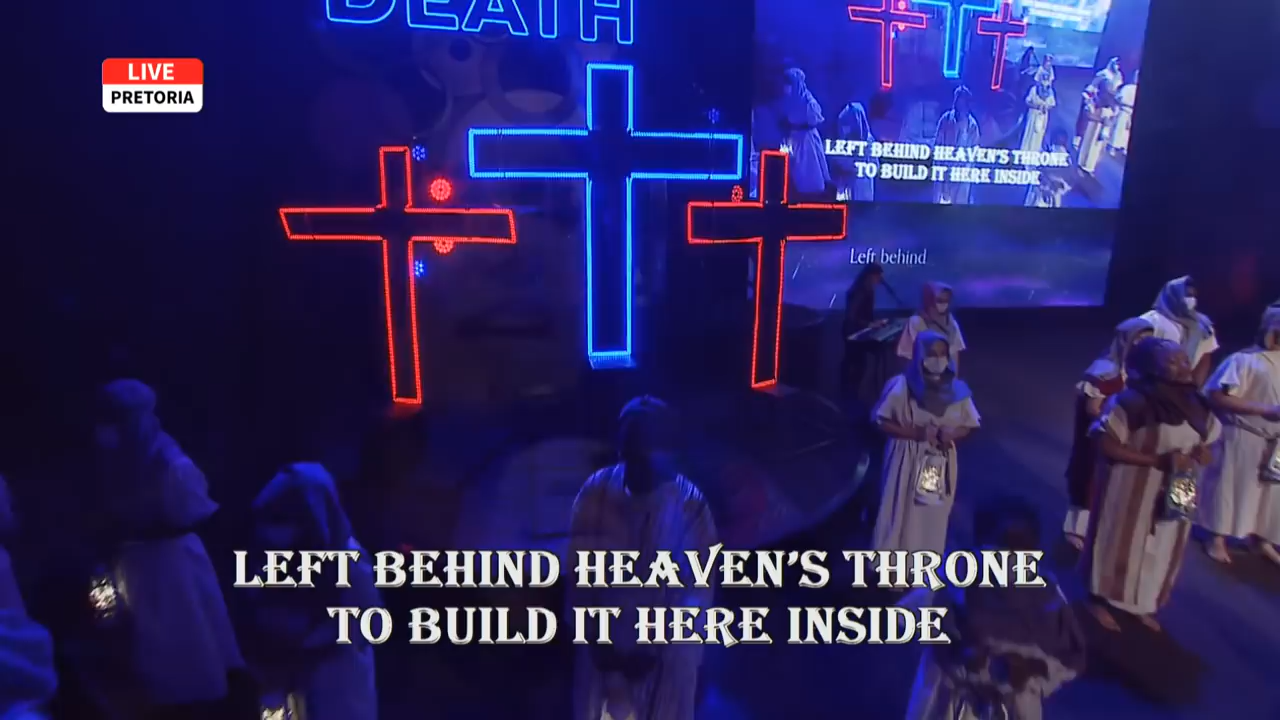 DEATH
LIVE
PRETORIA
LEFT BEHIND HEAVEN'S THRONE
TO BUILD IT HERE INSIDE
Left behind
LEFT BEHIND HEAVEN’S THRONE
TO BUILD IT HERE INSIDE